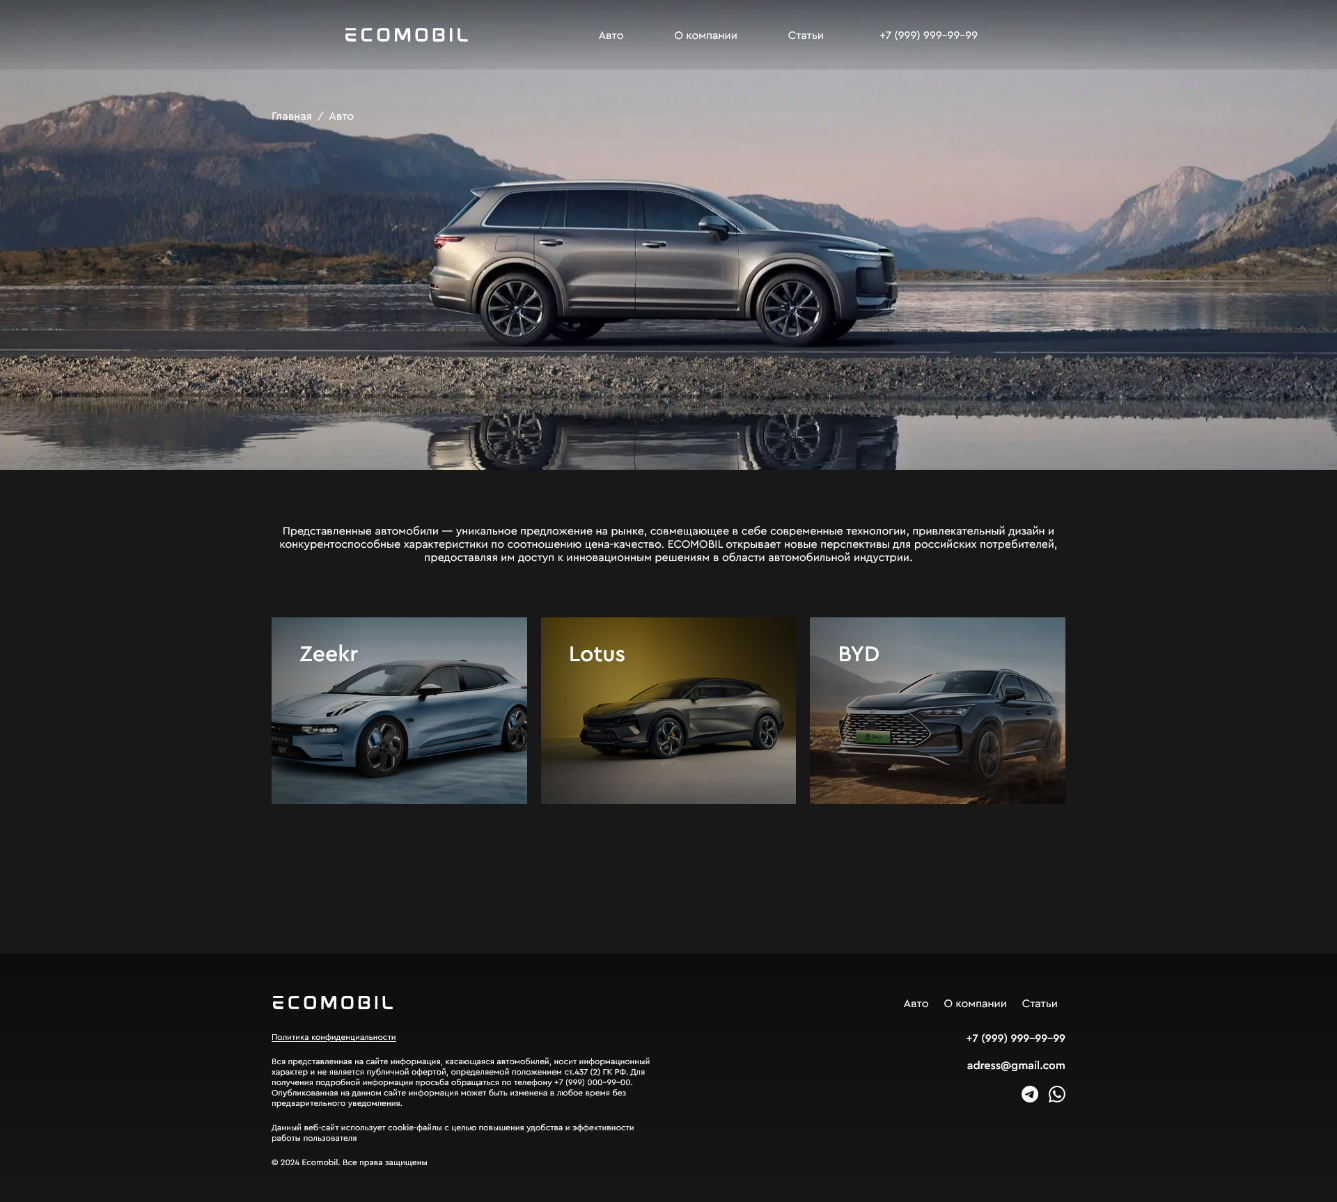 ECOMOBIL
Авто
О компании
Статьи
+7 (999) 999-99-99
Главная / Авто
Представленные автомобили — уникальное предложение на рынке, совмещающее в себе современные технологии, привлекательный дизайн и
конкурентоспособные характеристики по соотношению цена-качество. ECOMOBIL открывает новые перспективы для российских потребителей,
предоставляя им доступ к инновационным решениям в области автомобильной индустрии.
Zeekr
Lotus
BYD
ECOMOBIL
Авто
О компании
Статьи
Политика конфиденциальности
+7 (999) 999-99-99
Вся представленная на сайте информация, касающаяся автомобилей, носит информационный
характер и не является публичной офертой, определяемой положением ст.437 (2) ГК РФ. Для
получения подробной информации просьба обращаться по телефону +7 (999) 000-99-00.
Опубликованная на данном сайте информация может быть изменена в любое время без
предварительного уведомления.
adress@gmail.com
Данный веб-сайт использует cookie-файлы с целью повышения удобства и эффективности
работы пользователя
© 2024 Ecomobil. Все права защищены